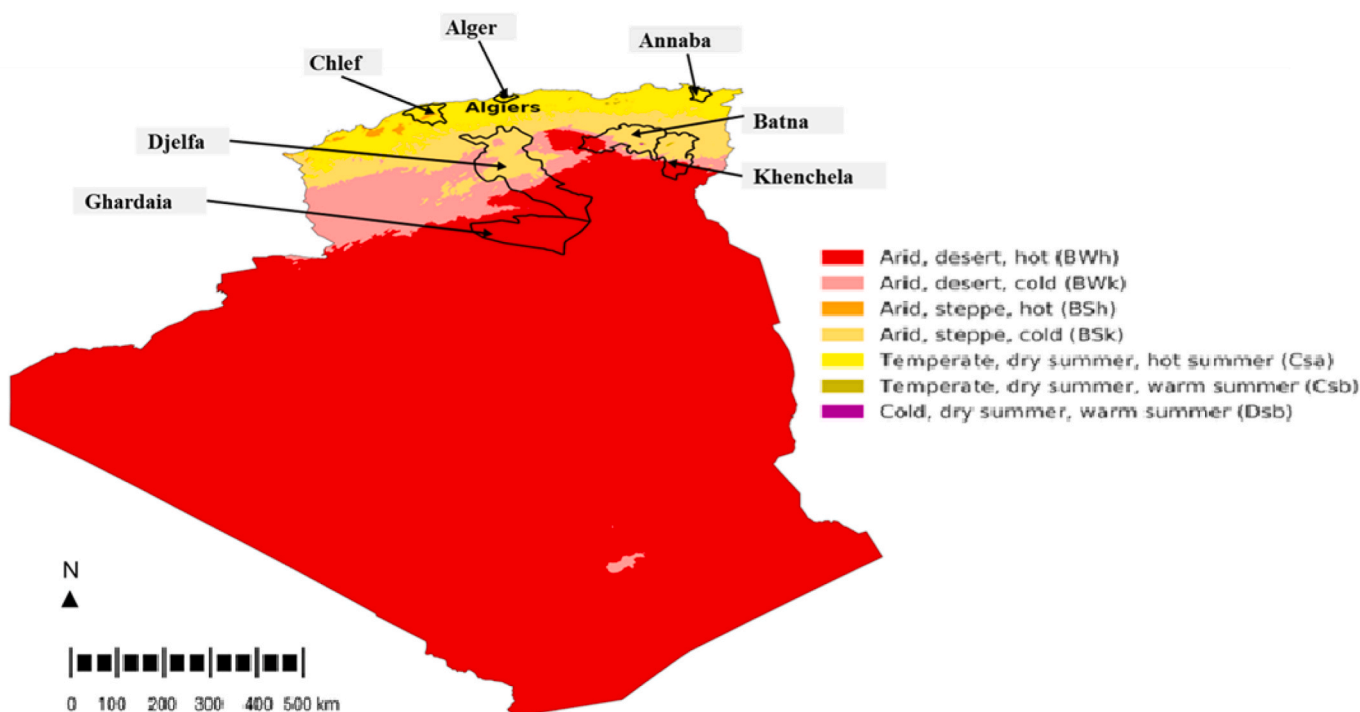 Alger
Annaba
Chlef
Algiers
Batna
Djelfa
Khenchela
Ghardaia
Arid, desert, hot (BWh)
Arid, desert, cold (BWk)
Arid, steppe, hot (BSh)
Arid, steppe, cold (BSk)
Temperate, dry summer, hot summer (Csa)
Temperate, dry summer, warm summer (Csb)
Cold, dry summer, warm summer (Dsb)
N
0 100 200 300 400 500 km